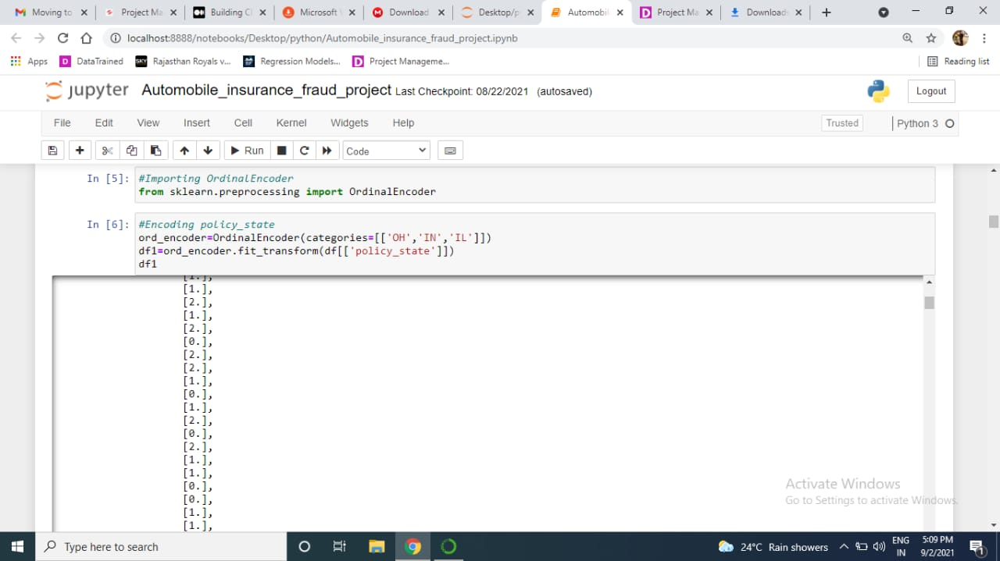 Moving to
Project Ma
Building Cl
Microsoft
Download
Desktop/p
Automobil
Project Ma
Downloads
localhost:8888/notebooks/Desktop/python/Automobile_insurance_fraud_project.ipynb
Apps
DataTrained
SKY Rajasthan Royals v...
Regression Models...
Project Manageme...
Reading list
jupyter Automobile_insurance_fraud_project Last Checkpoint: 08/22/2021 (autosaved)
Logout
File Edit View Insert Cell Kernel Widgets Help
Trusted
Python 3
Run
Code
In [5]: #Importing OrdinalEncoder
from sklearn.preprocessing import OrdinalEncoder
In [6]: #Encoding policy_state
ord_encoder=OrdinalEncoder(categories=[['OH','IN','IL']])
df1=ord_encoder.fit_transform(df[['policy_state']])
df1
[1.],
[1.],
[2.],
[1.],
[2.],
[0.],
[2.],
[2.],
[1.],
[0.],
[1.],
[2.],
[0.],
[2.],
[1.],
[1.],
[0.],
[0.],
[1.],
[1.],
Activate Windows
Go to Settings to activate Windows.
Type here to search
24°C Rain showers
ENG
IN
5:09 PM
9/2/2021
1